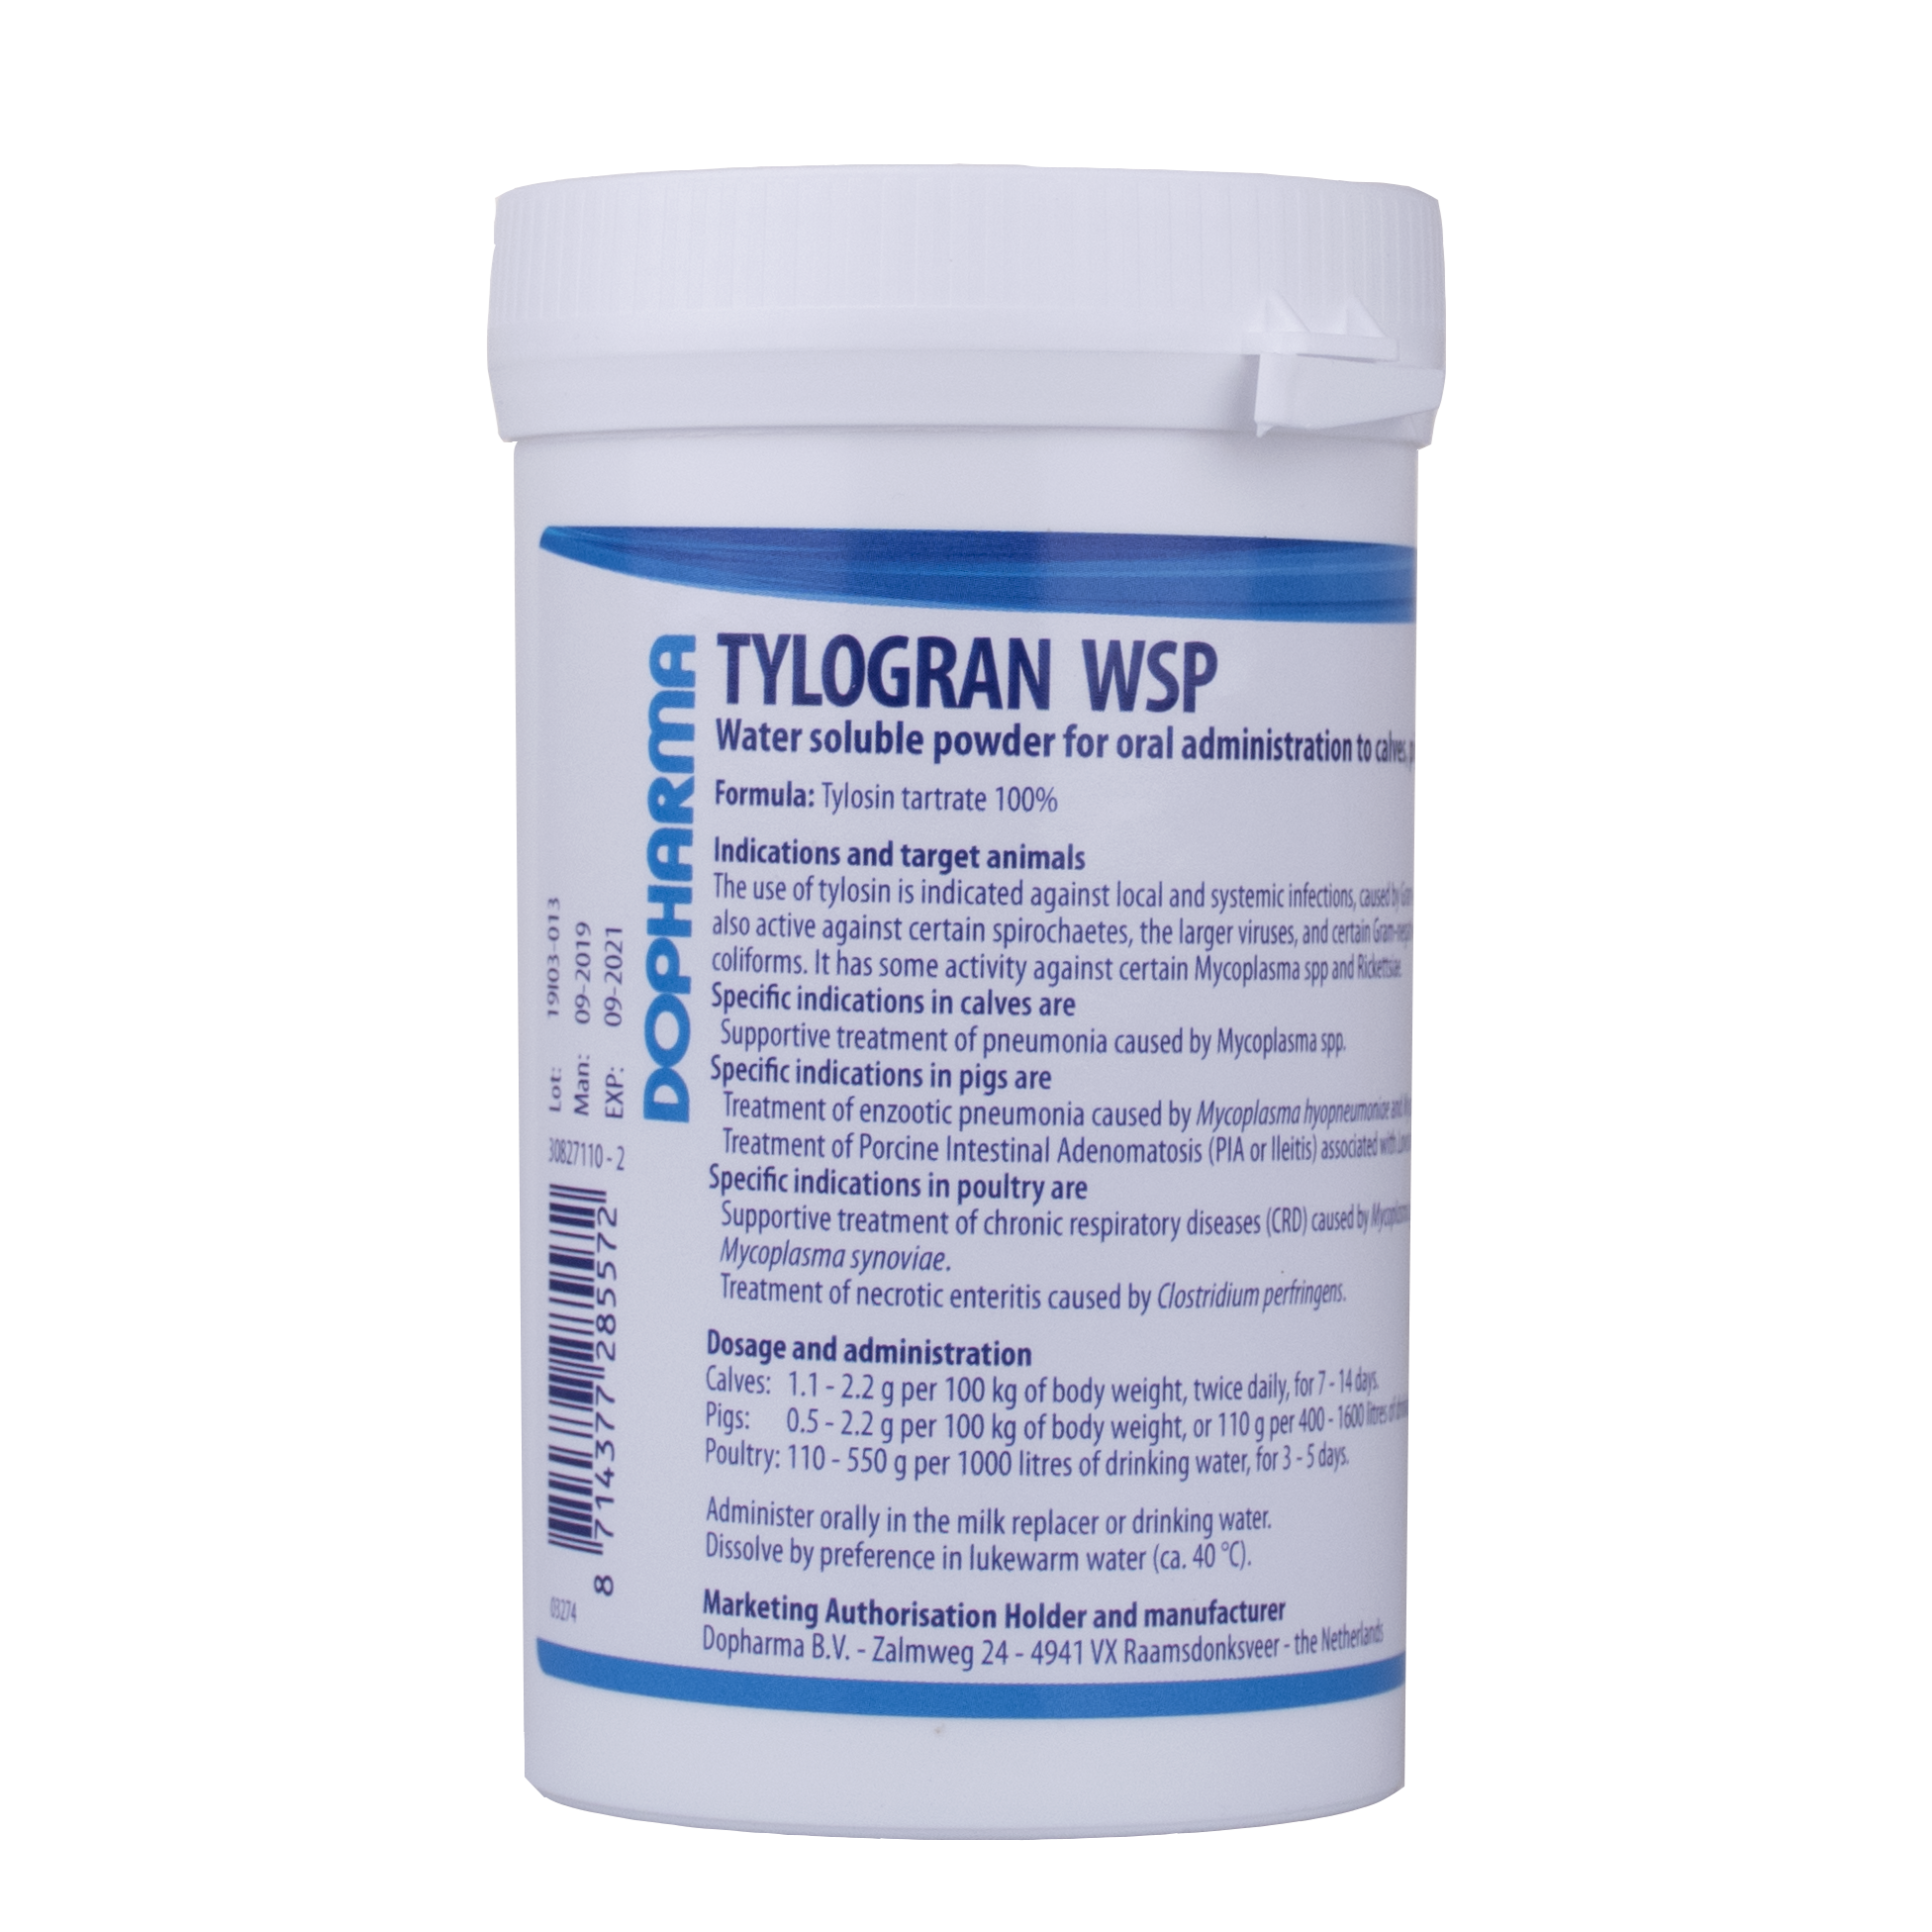 TYLOGRAN WSP
Water soluble powder for oral administration to calves,
Formula: Tylosin tartrate 100%
Indications and target animals
The use of tylosin is indicated against local and systemic infections, caused by
also active against certain spirochaetes, the larger viruses, and certain
coliforms. It has some activity against certain Mycoplasma spp and Rickettsiae.
Specific indications in calves are
Supportive treatment of pneumonia caused by Mycoplasma spp.
Specific indications in pigs are
Treatment of enzootic pneumonia caused by Mycoplasma hyopneumoniae and
Treatment of Porcine Intestinal Adenomatosis (PIA or Ileitis) associated with
Specific indications in poultry are
Supportive treatment of chronic respiratory diseases (CRD) caused by
Mycoplasma synoviae.
Treatment of necrotic enteritis caused by Clostridium perfringens.
Dosage and administration
Calves: 1.1 - 2.2 g per 100 kg of body weight, twice daily, for 7 - 14 days.
Pigs: 0.5 - 2.2 g per 100 kg of body weight, or 110 g per 400 - 1600 litres of
Poultry: 110 - 550 g per 1000 litres of drinking water, for 3 - 5 days.
Administer orally in the milk replacer or drinking water.
Dissolve by preference in lukewarm water (ca. 40 °C).
Marketing Authorisation Holder and manufacturer
Dopharma B.V. - Zalmweg 24 - 4941 VX Raamsdonksveer - the Netherlands
DOPHARMA
Lot: 19I03-013
Man: 09-2019
EXP: 09-2021
30827110 - 2
8 714377 285572
03274